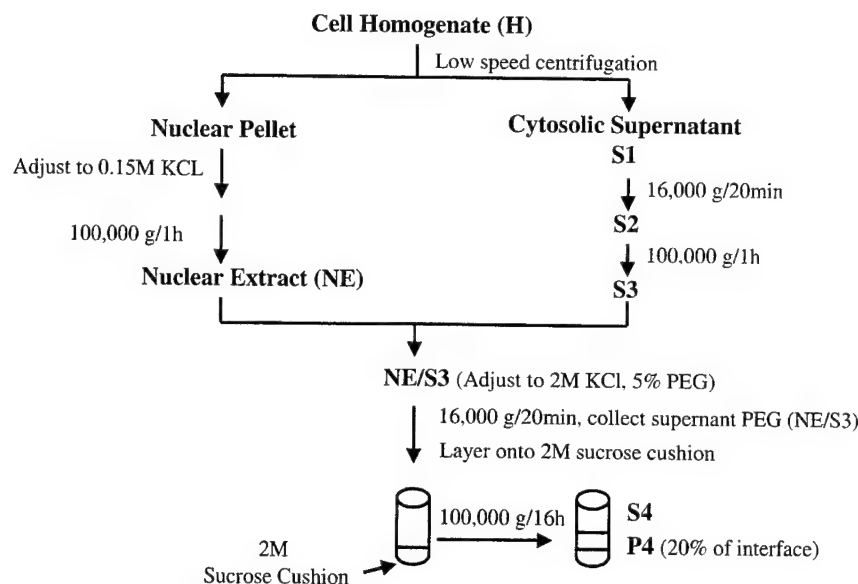 Cell Homogenate (H)
Low speed centrifugation
Nuclear Pellet
Cytosolic Supernatant
S1
Adjust to 0.15M KCL
16,000 g/20min
S2
100,000 g/1h
100.000 g/1h
Nuclear Extract (NE)
S3
NE/S3 (Adjust to 2M KCl, 5% PEG)
16,000 g/20min, collect supernant PEG (NE/S3)
Layer onto 2M sucrose cushion
100,000 g/16h
S4
P4 (20% of interface)
2M
Sucrose Cushion